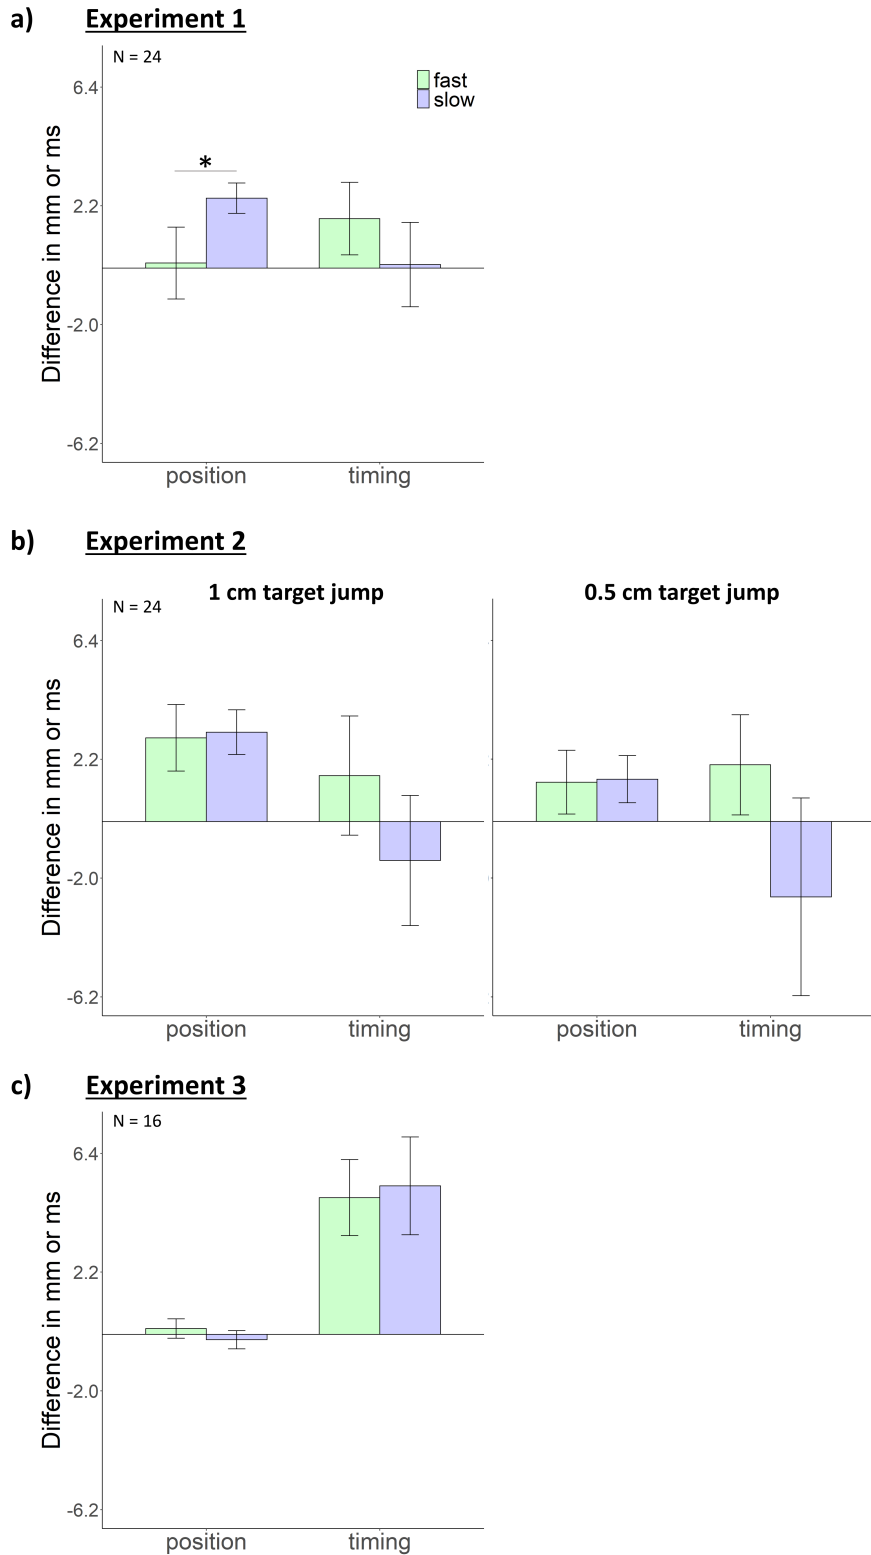 a) Experiment 1
N = 24
fast
slow
*
6.4
2.2
-2.0
-6.2
Difference in mm or ms
position timing
b) Experiment 2
1 cm target jump 0.5 cm target jump
N = 24
6.4
2.2
-2.0
-6.2
Difference in mm or ms
position timing position timing
c) Experiment 3
N = 16
6.4
2.2
-2.0
-6.2
Difference in mm or ms
position timing